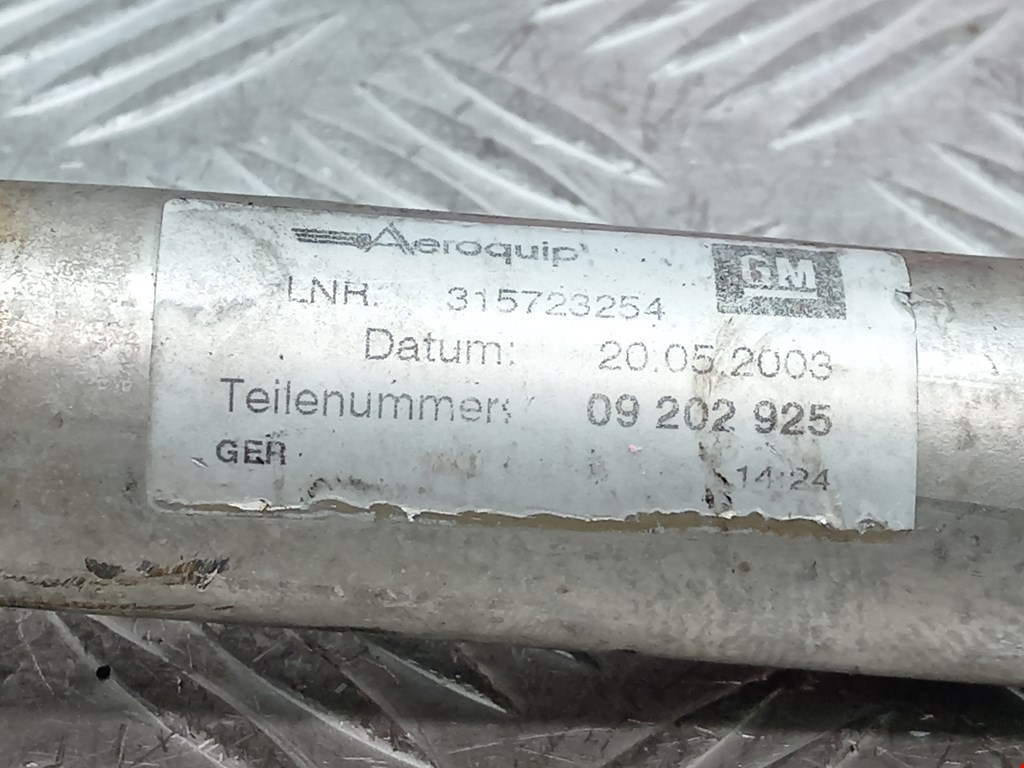 Aeroquip
GM
LNR. 315723254
Datum: 20.05.2003
Teilenummer: 09 202 925
GER 14:24